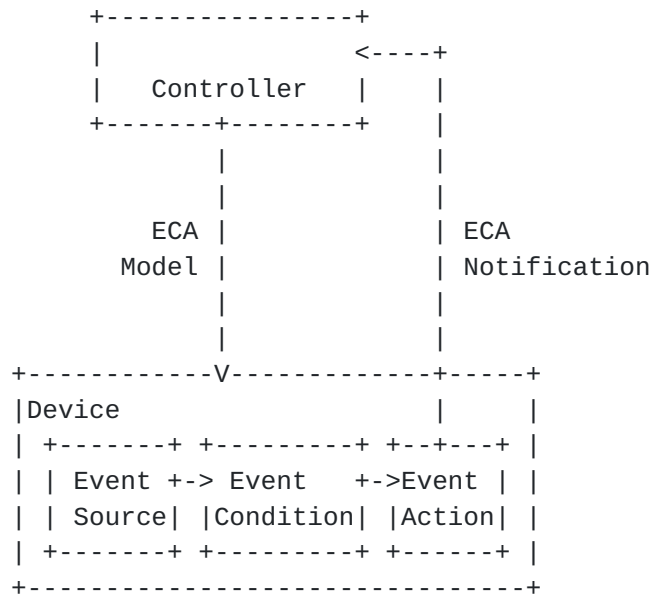 Controller
ECA ECA
Model Notification
Device
Event Event Event
Source Condition Action